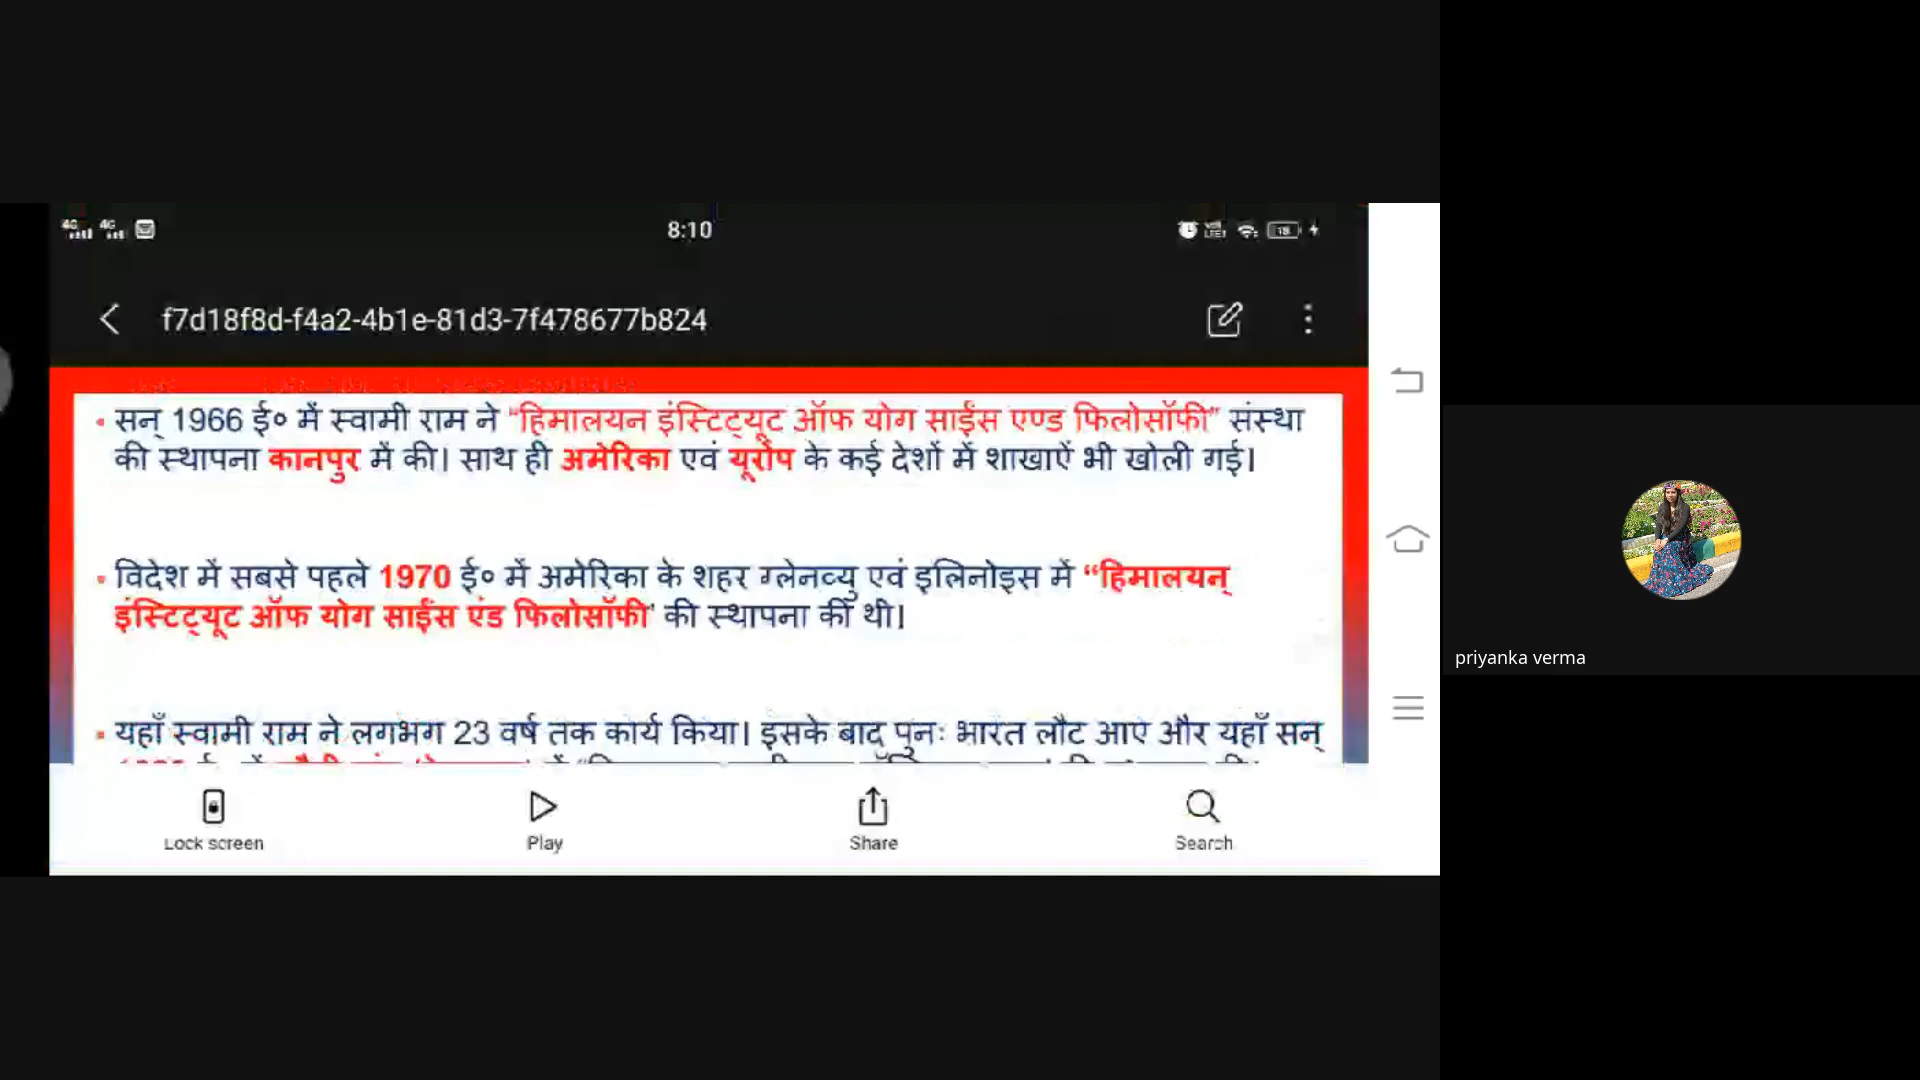 8:10
18
f7d18f8d-f4a2-4b1e-81d3-7f478677b824
• सन् 1966 ई० में स्वामी राम ने “हिमालयन इंस्टिट्यूट ऑफ योग साईंस एण्ड फिलोसॉफी” संस्था
की स्थापना कानपुर में की। साथ ही अमेरिका एवं यूरोप के कई देशों में शाखाऐं भी खोली गई।
• विदेश में सबसे पहले 1970 ई० में अमेरिका के शहर ग्लेनव्यु एवं इलिनोइस में “हिमालयन्
इंस्टिट्यूट ऑफ योग साईंस एंड फिलोसॉफी' की स्थापना की थी।
• यहाँ स्वामी राम ने लगभग 23 वर्ष तक कार्य किया। इसके बाद पुनः भारत लौट आए और यहाँ सन्
Lock screen
Play
Share
Search
priyanka verma